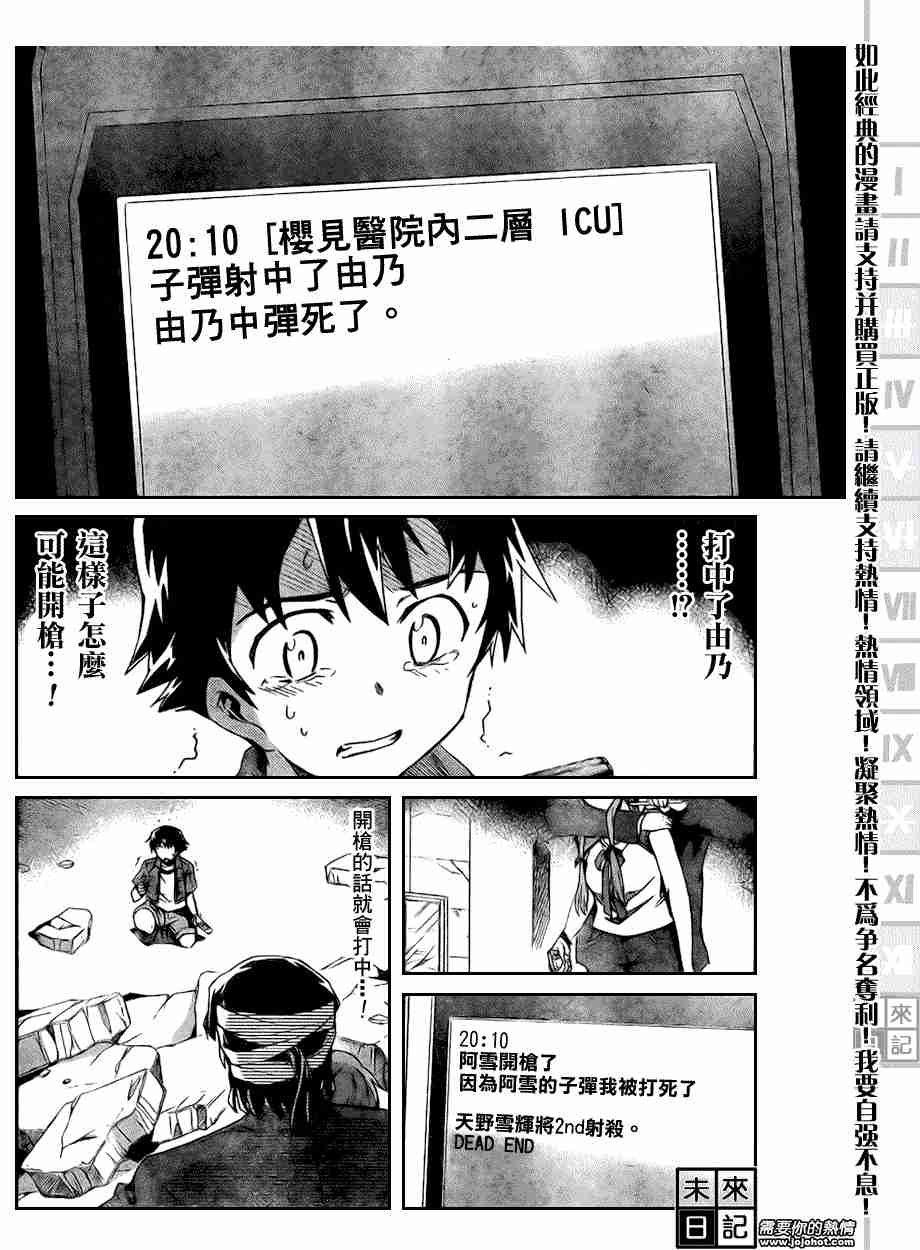 20:10 [櫻見醫院內二層 ICU]
子彈射中了由乃
由乃中彈死了。
打中了由乃
………!?
這樣子怎麼
可能開槍…!
開槍的話就會打中…!
20:10
阿雪開槍了
因為阿雪的子彈我被打死了
天野雪輝將2nd射殺。
DEAD END
如此經典的漫畫請支持并購買正版!請繼續支持熱情!熱情領域!凝聚熱情!不爲争名奪利!我要自强不息!
I
II
III
IV
V
VI
VII
VIII
IX
X
XI
來
記
未來
日記
需要你的熱情
www.jojohot.com